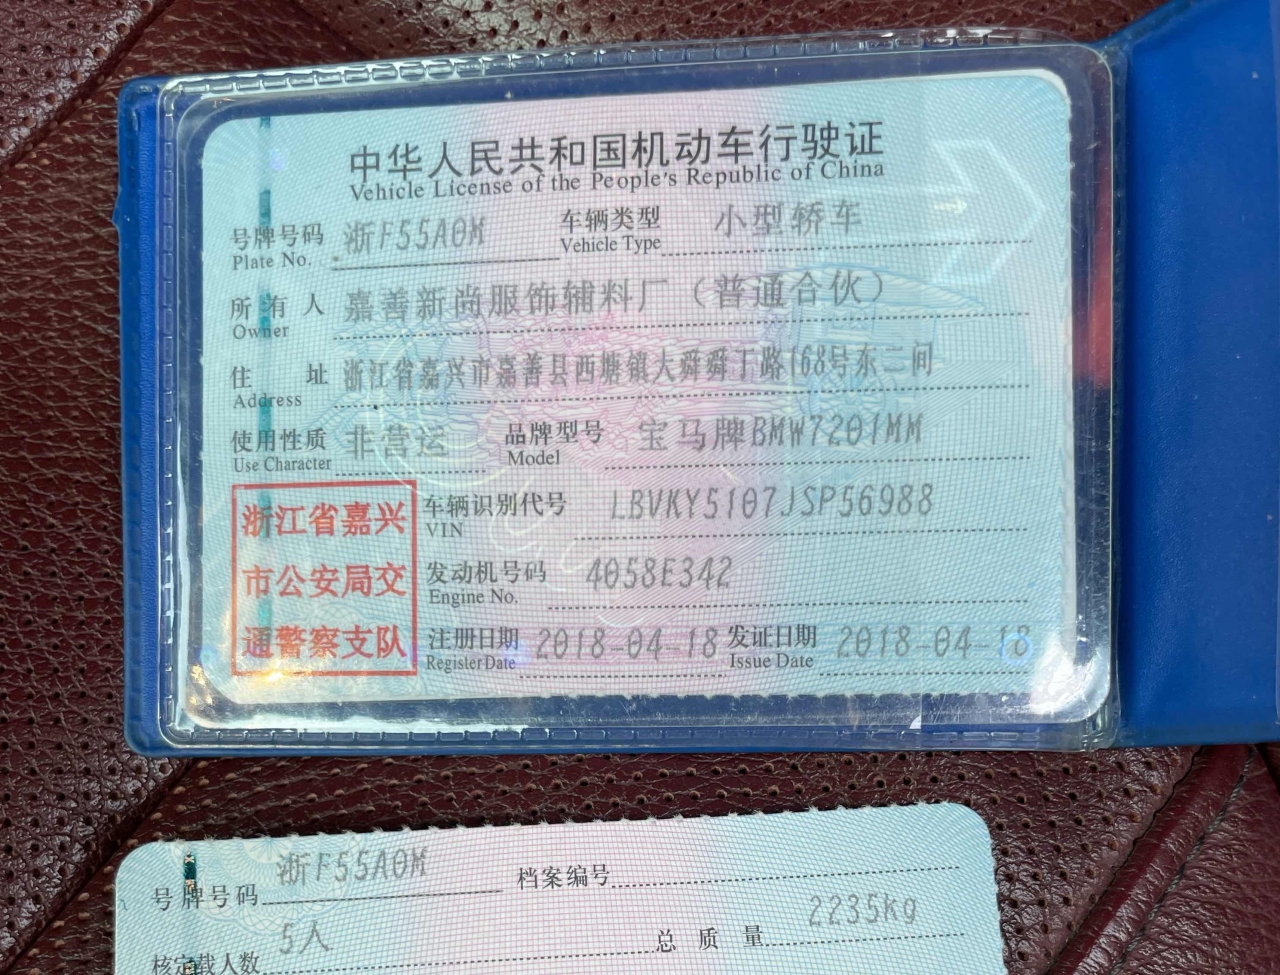 中华人民共和国机动车行驶证
Vehicle License of the People's Republic of China
号牌号码 浙F55A0M 车辆类型 小型轿车
Plate No. Vehicle Type
所有人 嘉善新尚服饰辅料厂（普通合伙）
Owner
住址 浙江省嘉兴市嘉善县西塘镇大舜舜丁路168号东二间
Address
使用性质 非营运 品牌型号 宝马牌BMW7201MM
Use Character Model
车辆识别代号 LBVKY5107JSP56988
VIN
发动机号码 4058E342
Engine No.
注册日期 2018-04-18 发证日期 2018-04-18
Register Date Issue Date
浙江省嘉兴
市公安局交
通警察支队
号牌号码 浙F55A0M 档案编号
核定载人数 5人 总质量 2235kg